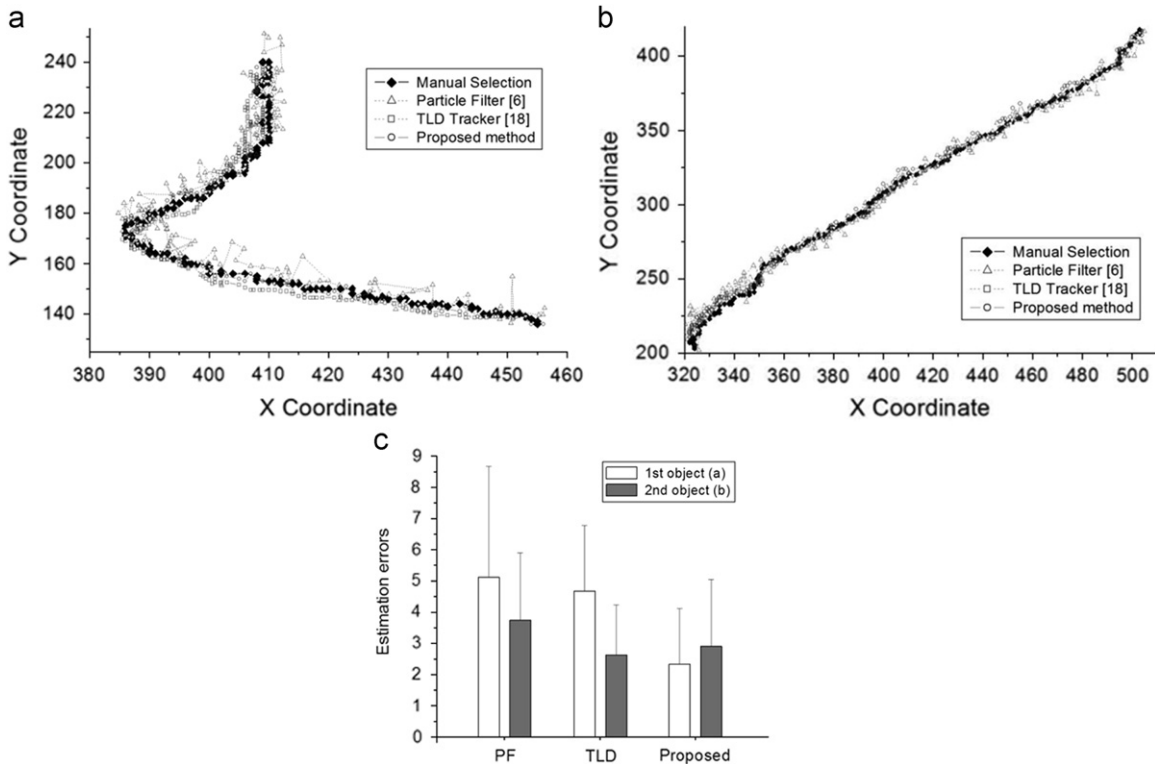 a
240
220
200
180
160
140
Y Coordinate
380 390 400 410 420 430 440 450 460
X Coordinate
Manual Selection
Particle Filter [6]
TLD Tracker [18]
Proposed method
b
400
350
300
250
200
Y Coordinate
320 340 360 380 400 420 440 460 480 500
X Coordinate
Manual Selection
Particle Filter [6]
TLD Tracker [18]
Proposed method
c
9
8
7
6
5
4
3
2
1
0
Estimation errors
1st object (a)
2nd object (b)
PF TLD Proposed